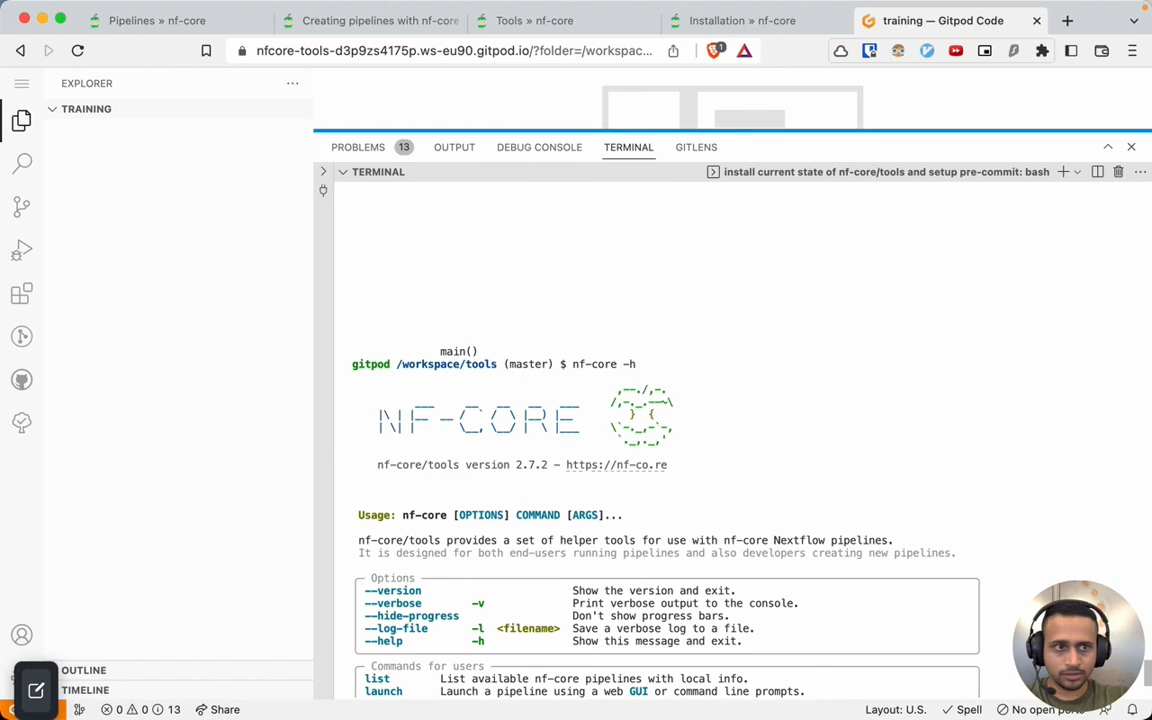 Pipelines » nf-core
Creating pipelines with nf-core
Tools » nf-core
Installation » nf-core
training — Gitpod Code
nfcore-tools-d3p9zs4175p.ws-eu90.gitpod.io/?folder=/workspac...
1
EXPLORER
TRAINING
PROBLEMS 13 OUTPUT DEBUG CONSOLE TERMINAL GITLENS
TERMINAL
install current state of nf-core/tools and setup pre-commit: bash
main()
gitpod /workspace/tools (master) $ nf-core -h
NF-CORE
nf-core/tools version 2.7.2 – https://nf-co.re
Usage: nf-core [OPTIONS] COMMAND [ARGS]...
nf-core/tools provides a set of helper tools for use with nf-core Nextflow pipelines.
It is designed for both end-users running pipelines and also developers creating new pipelines.
Options
--version Show the version and exit.
--verbose -v Print verbose output to the console.
--hide-progress Don't show progress bars.
--log-file -l <filename> Save a verbose log to a file.
--help -h Show this message and exit.
Commands for users
list List available nf-core pipelines with local info.
launch Launch a pipeline using a web GUI or command line prompts.
OUTLINE
TIMELINE
0 0 13 Share
Layout: U.S. Spell No open